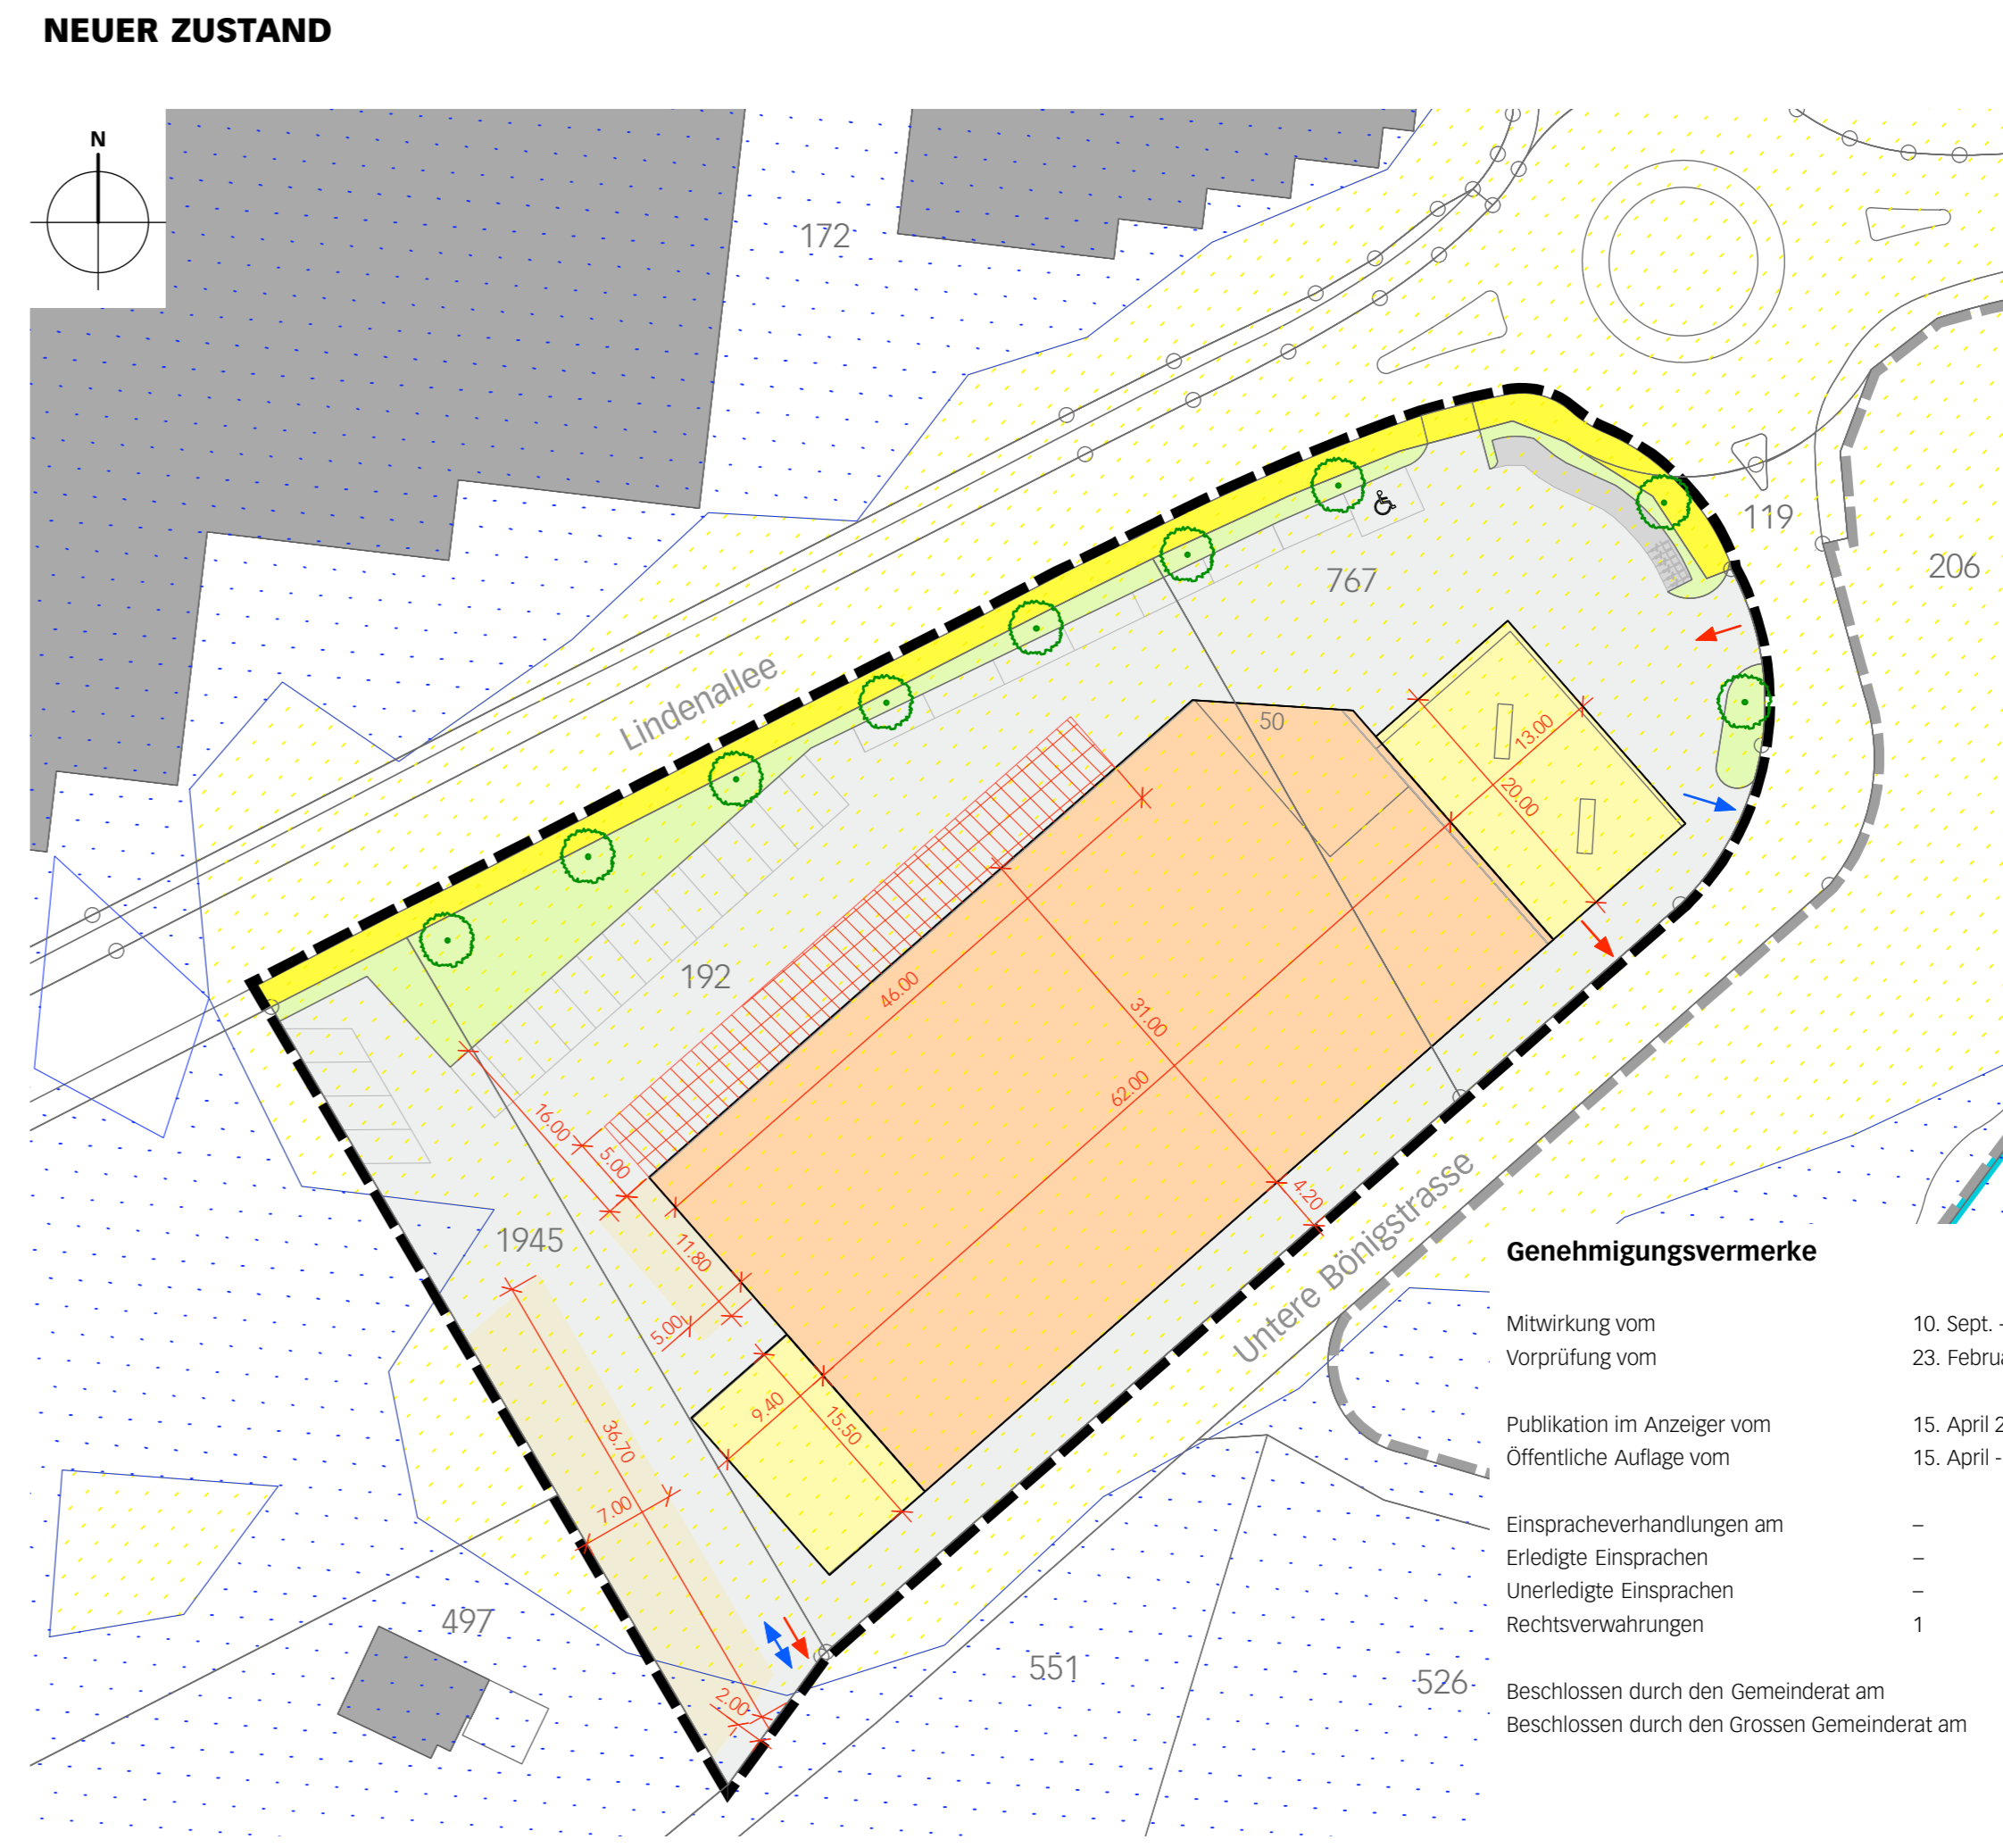 NEUER ZUSTAND
N
172
119
206
767
Lindenallee
50
13.00
20.00
192
46.00
31.00
62.00
16.00
5.00
4.20
11.80
1945
5.00
Untere Bönigstrasse
9.40
15.50
36.70
7.00
497
2.00
551
526
Genehmigungsvermerke
Mitwirkung vom 10. Sept. -
Vorprüfung vom 23. Februa
Publikation im Anzeiger vom 15. April 2
Öffentliche Auflage vom 15. April -
Einspracheverhandlungen am –
Erledigte Einsprachen –
Unerledigte Einsprachen –
Rechtsverwahrungen 1
Beschlossen durch den Gemeinderat am
Beschlossen durch den Grossen Gemeinderat am